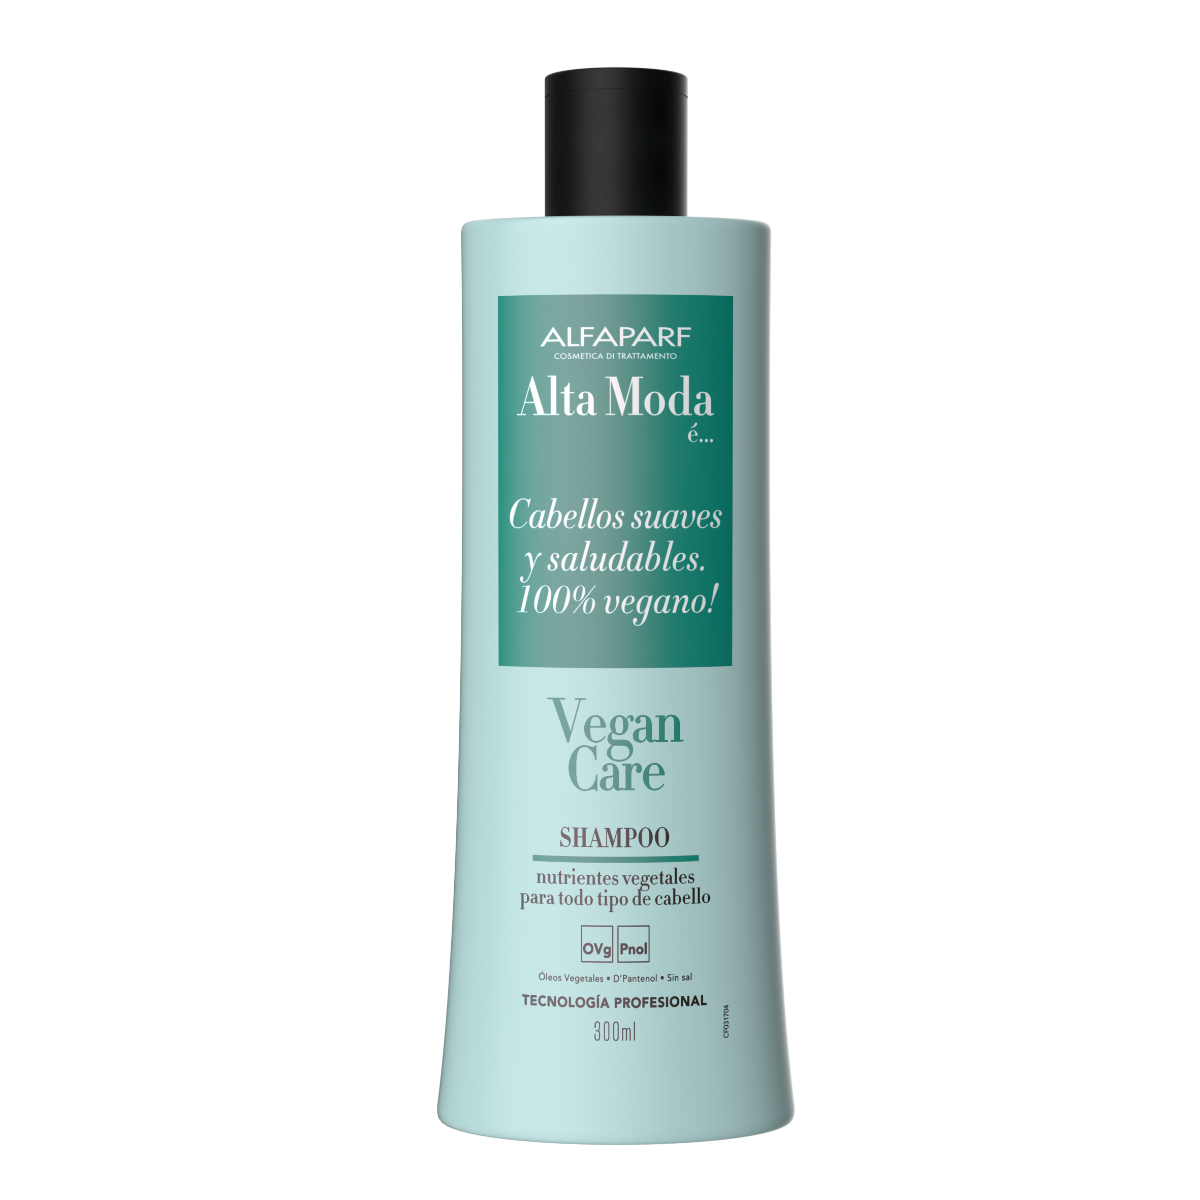 ALFAPARF
COSMETICA DI TRATTAMENTO
Alta Moda
é...
Cabellos suaves
y saludables.
100% vegano!
Vegan
Care
SHAMPOO
nutrientes vegetales
para todo tipo de cabello
OVg Pnol
Óleos Vegetales • D'Pantenol • Sin sal
TECNOLOGÍA PROFESIONAL
300ml
CP031704